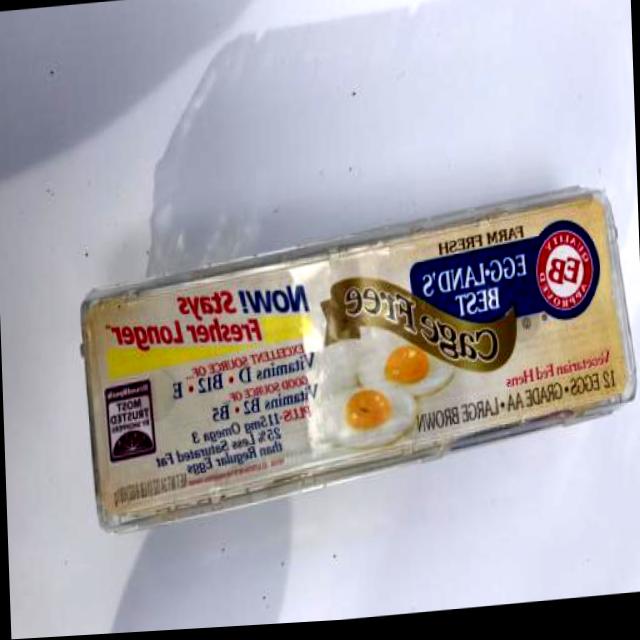 QUALITY
EB
APPROVED
FARM FRESH
EGG•LAND'S
BEST
®
Cage Free
Vegetarian Fed Hens
12 EGGS•GRADE AA•LARGE BROWN
Now! Stays
Fresher Longer™
EXCELLENT SOURCE OF
Vitamins D • B12 • E
GOOD SOURCE OF
Vitamins B2 • B5
PLUS 115mg Omega 3
25% Less Saturated Fat
than Regular Eggs
MOST
TRUSTED